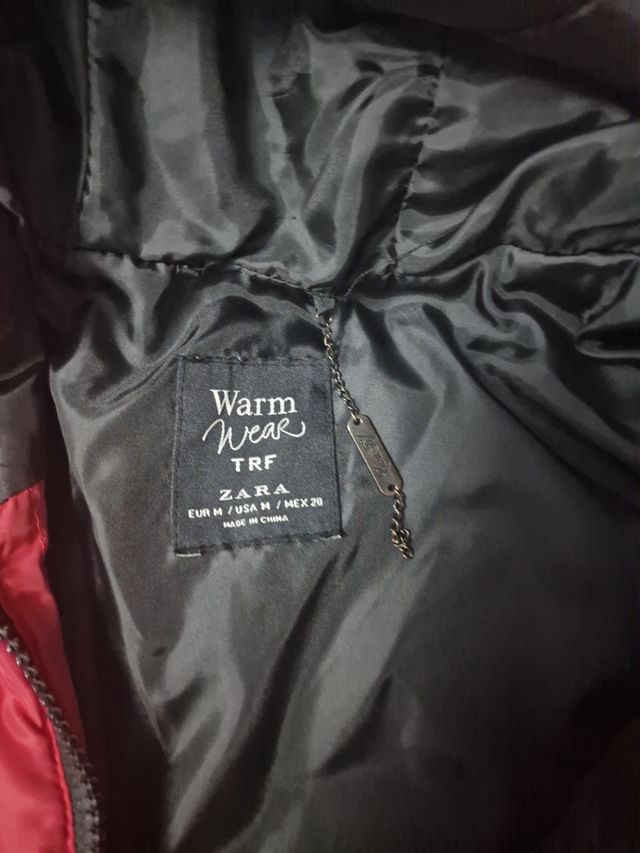 Warm
Wear
TRF
ZARA
EUR M / USA M / MEX 28
MADE IN CHINA